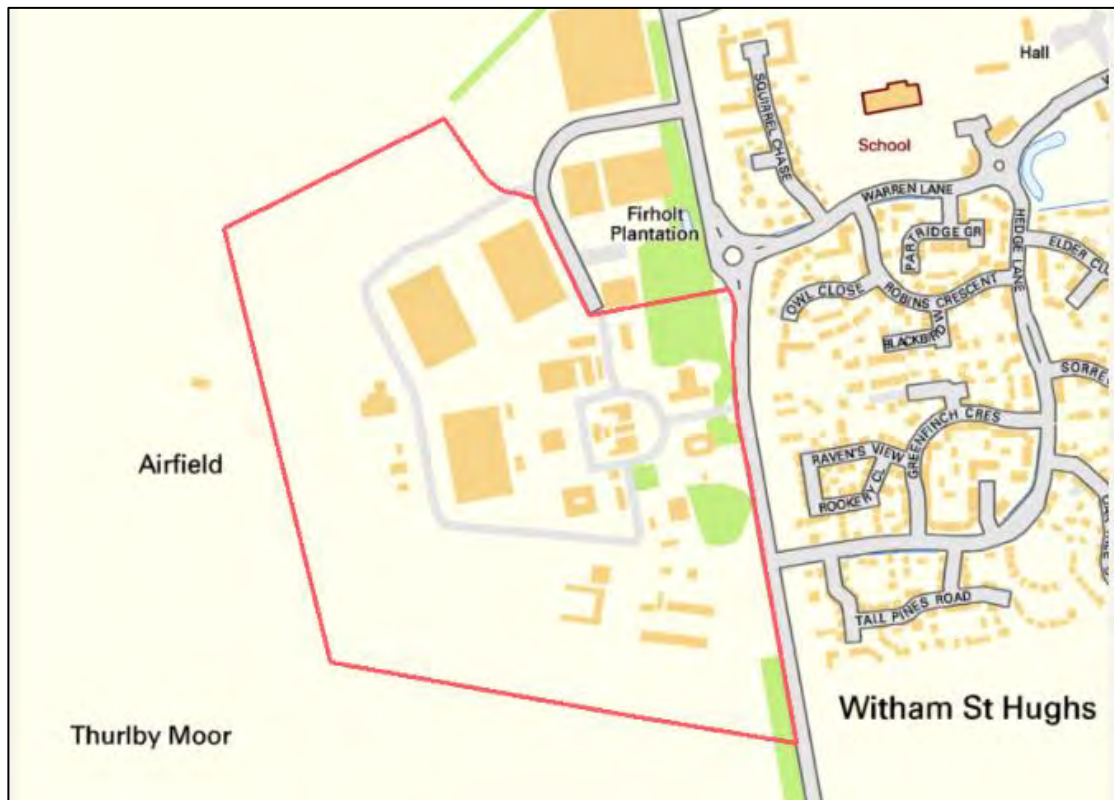 Hall
SQUIRREL CHASE
School
WARREN LANE
Firholt
Plantation
PARTRIDGE GR
HEDGE LANE
ELDER CL
OWL CLOSE
ROBINS CRESCENT
BLACKBIRD
SORRE
GREENFINCH CRES
RAVEN'S VIEW
Airfield
ROOKERY CL
TALL PINES ROAD
Witham St Hughs
Thurlby Moor